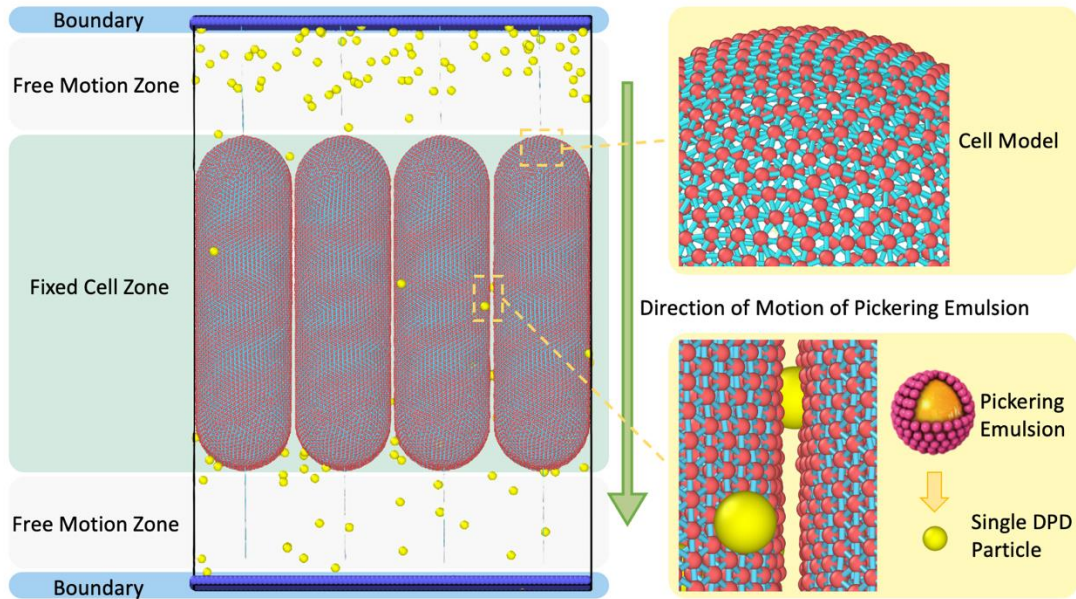 Boundary
Free Motion Zone
Fixed Cell Zone
Free Motion Zone
Boundary
Cell Model
Direction of Motion of Pickering Emulsion
Pickering
Emulsion
Single DPD
Particle